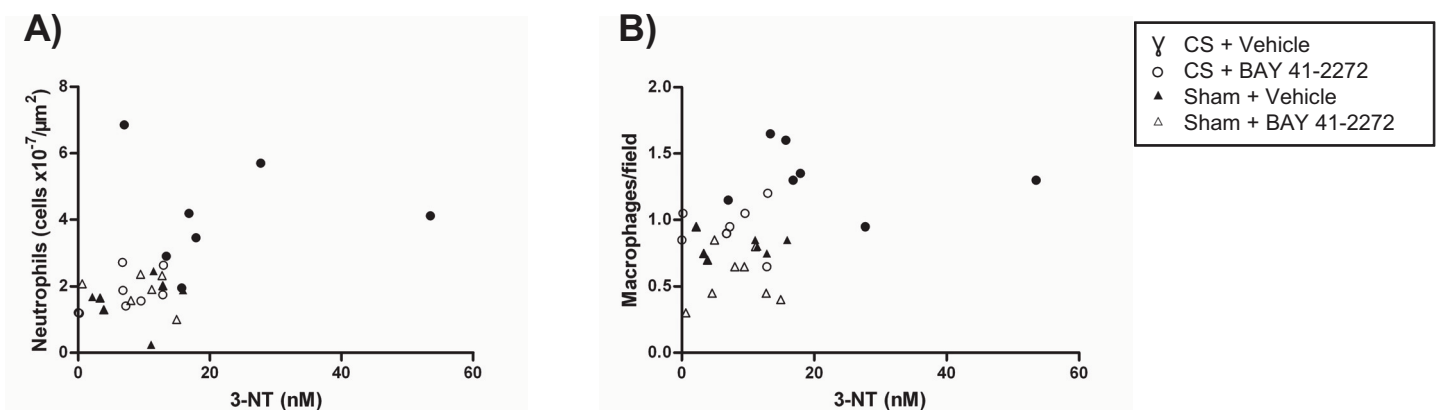 A)
Neutrophils (cells x10⁻⁷/µm²)
8
6
4
2
0
0 20 40 60
3-NT (nM)
B)
Macrophages/field
2.0
1.5
1.0
0.5
0.0
0 20 40 60
3-NT (nM)
CS + Vehicle
CS + BAY 41-2272
Sham + Vehicle
Sham + BAY 41-2272